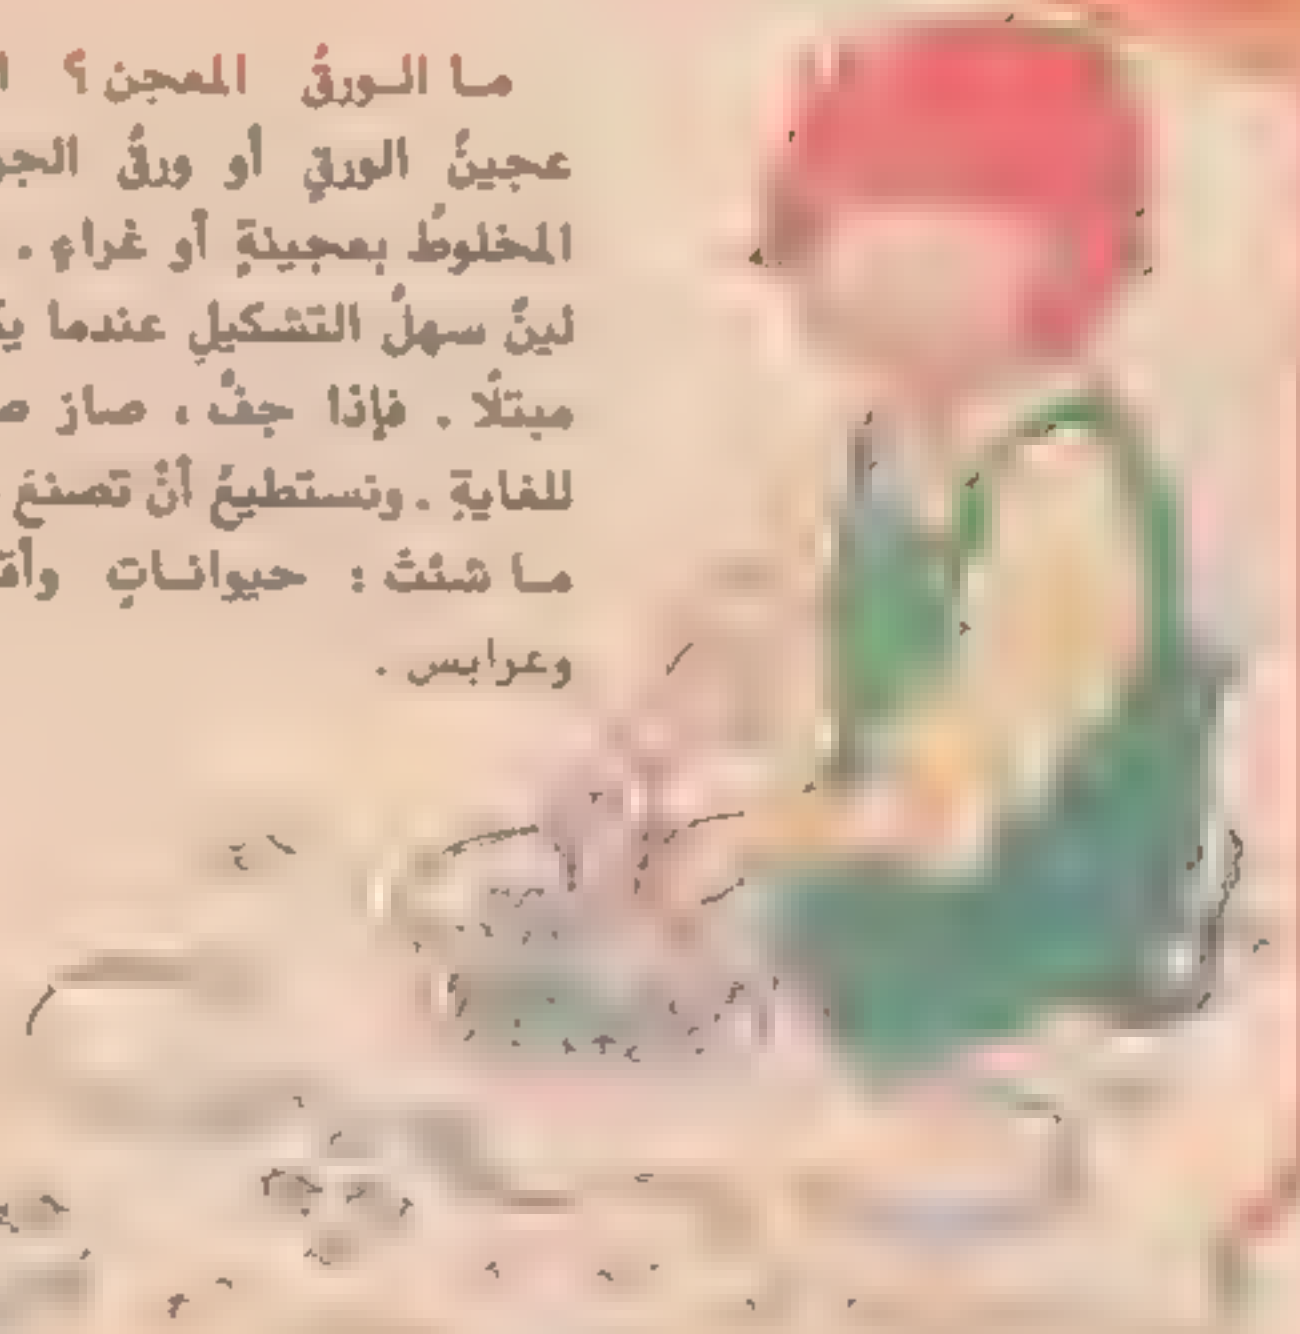 ما الورقُ المعجن ؟
عجينُ الورقِ أو ورقُ
المخلوطُ بعجينةٍ أو غراءٍ .
لينٌ سهلُ التشكيلِ عندما
مبتلًا . فإذا جفَّ ، صارَ
للغايةِ . وتستطيعُ أنْ تصنعَ
ما شئتَ : حيواناتٍ
وعرايس .